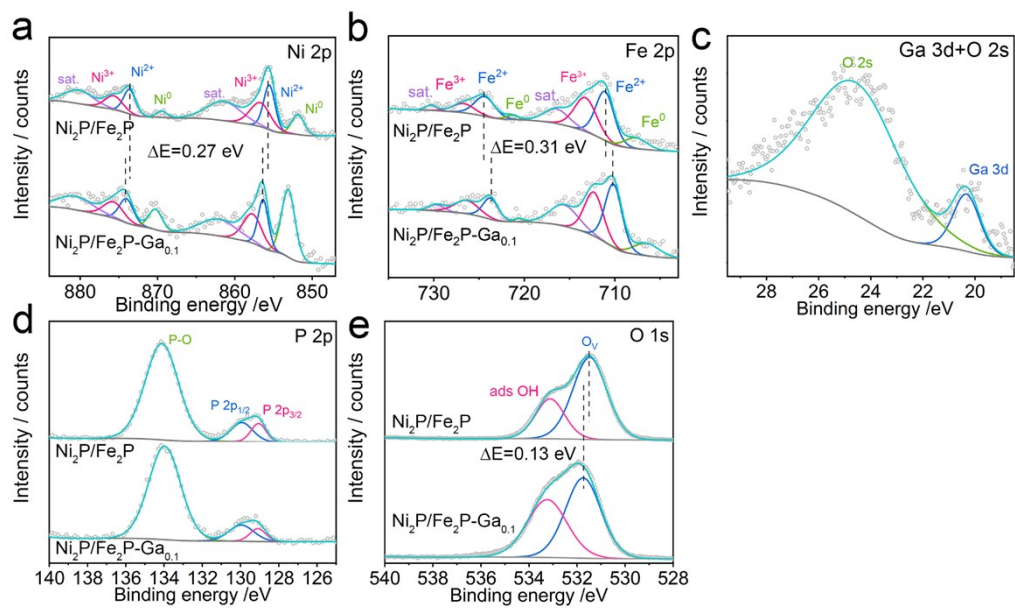 a
Ni 2p
sat.
Ni³⁺
Ni²⁺
Ni⁰
sat.
Ni³⁺
Ni²⁺
Ni⁰
Ni₂P/Fe₂P
ΔE=0.27 eV
Ni₂P/Fe₂P-Ga₀.₁
Intensity / counts
880 870 860 850
Binding energy /eV
b
Fe 2p
sat.
Fe³⁺
Fe²⁺
Fe⁰
sat.
Fe³⁺
Fe²⁺
Fe⁰
Ni₂P/Fe₂P
ΔE=0.31 eV
Ni₂P/Fe₂P-Ga₀.₁
Intensity / counts
730 720 710
Binding energy /eV
c
Ga 3d+O 2s
O 2s
Ga 3d
Intensity / counts
28 26 24 22 20
Binding energy /eV
d
P 2p
P-O
P 2p₁/₂
P 2p₃/₂
Ni₂P/Fe₂P
Ni₂P/Fe₂P-Ga₀.₁
Intensity / counts
140 138 136 134 132 130 128 126
Binding energy /eV
e
O 1s
Oᵥ
ads OH
Ni₂P/Fe₂P
ΔE=0.13 eV
Ni₂P/Fe₂P-Ga₀.₁
Intensity / counts
540 538 536 534 532 530 528
Binding energy /eV